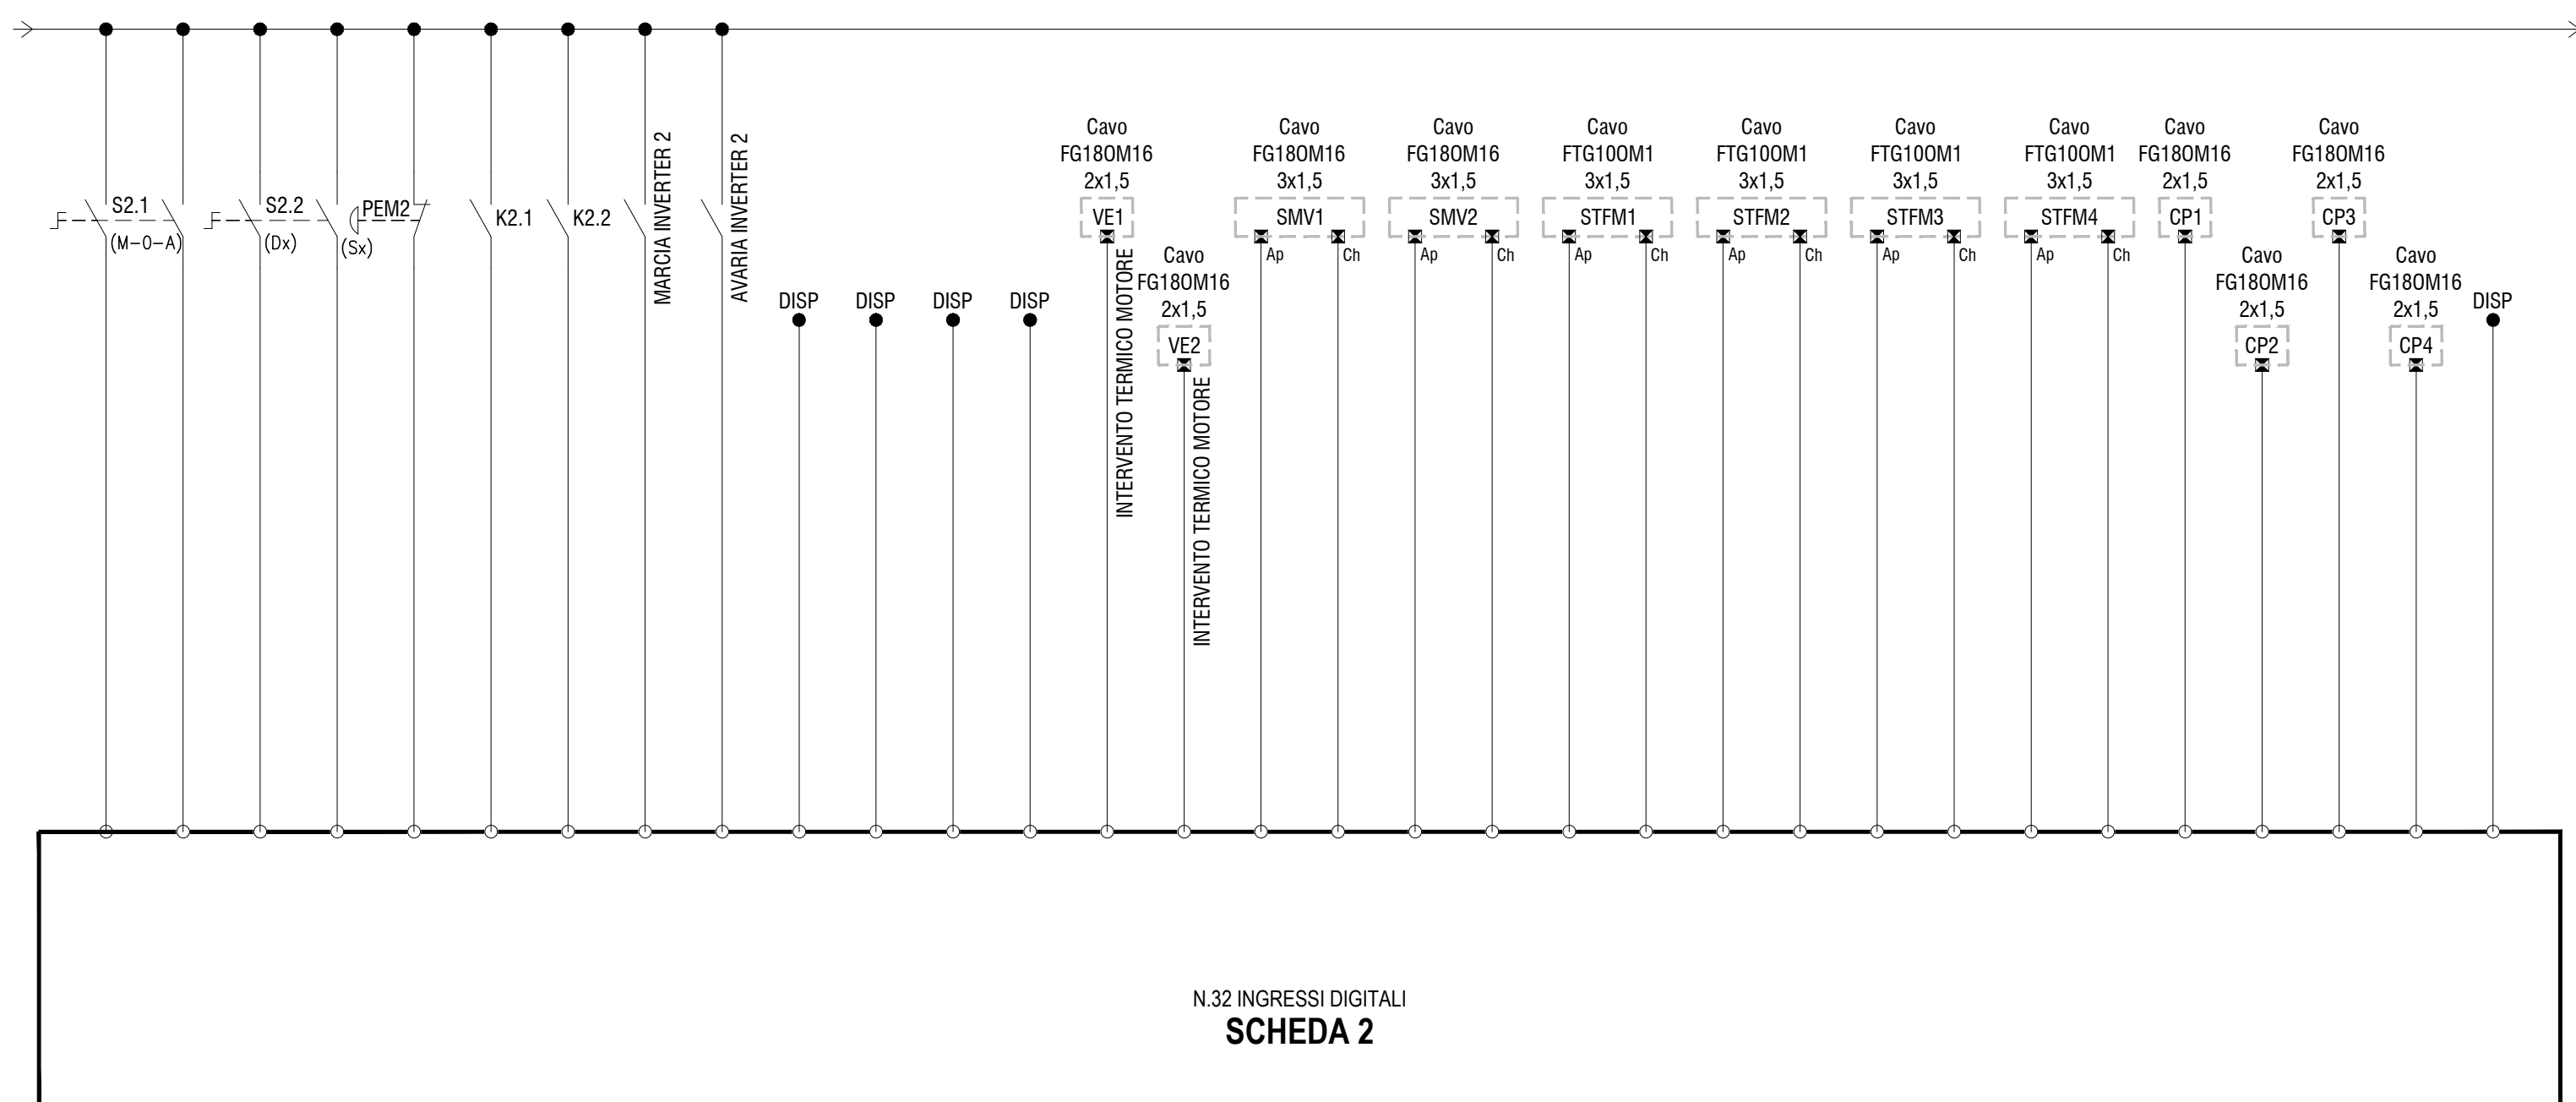 S2.1
(M-0-A)
S2.2
(Dx)
(Sx)
PEM2
K2.1
K2.2
MARCIA INVERTER 2
AVARIA INVERTER 2
DISP
DISP
DISP
DISP
Cavo
FG18OM16
2x1,5
VE1
INTERVENTO TERMICO MOTORE
Cavo
FG18OM16
2x1,5
VE2
INTERVENTO TERMICO MOTORE
Cavo
FG18OM16
3x1,5
SMV1
Ap
Ch
Cavo
FG18OM16
3x1,5
SMV2
Ap
Ch
Cavo
FTG10OM1
3x1,5
STFM1
Ap
Ch
Cavo
FTG10OM1
3x1,5
STFM2
Ap
Ch
Cavo
FTG10OM1
3x1,5
STFM3
Ap
Ch
Cavo
FTG10OM1
3x1,5
STFM4
Ap
Ch
Cavo
FG18OM16
2x1,5
CP1
Cavo
FG18OM16
2x1,5
CP2
Cavo
FG18OM16
2x1,5
CP3
Cavo
FG18OM16
2x1,5
CP4
DISP
N.32 INGRESSI DIGITALI
SCHEDA 2